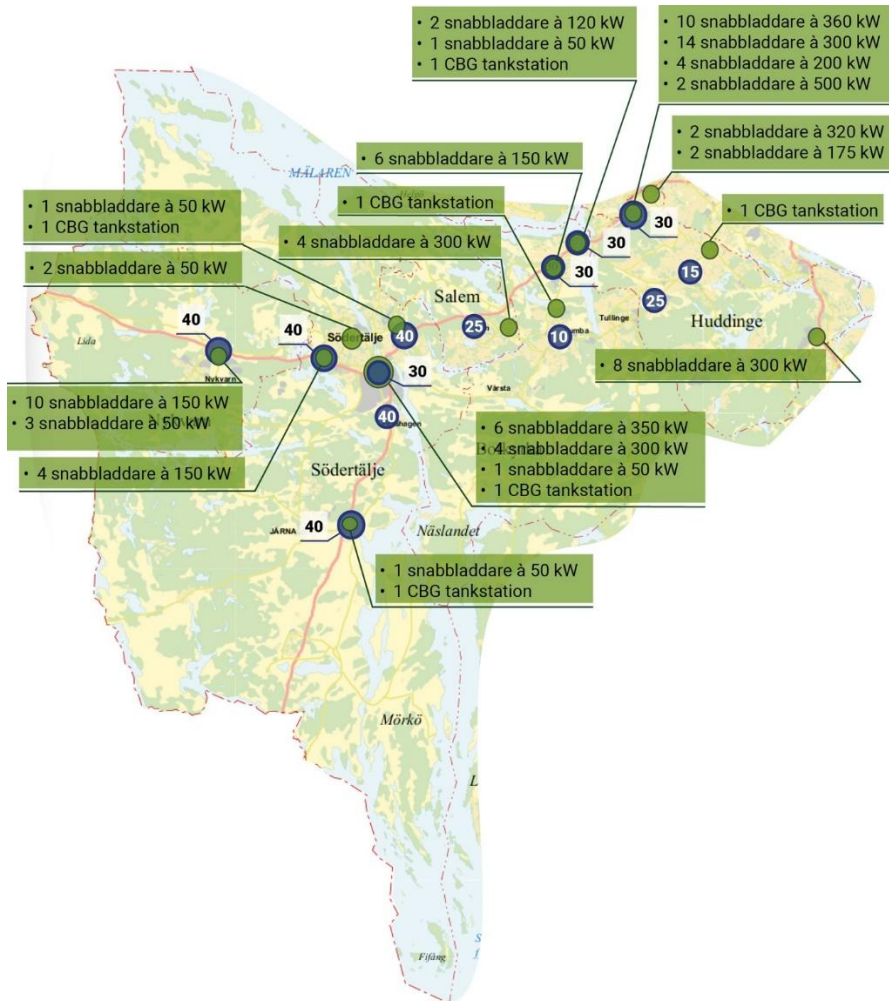 • 2 snabbladdare à 120 kW
• 1 snabbladdare à 50 kW
• 1 CBG tankstation
• 10 snabbladdare à 360 kW
• 14 snabbladdare à 300 kW
• 4 snabbladdare à 200 kW
• 2 snabbladdare à 500 kW
• 2 snabbladdare à 320 kW
• 2 snabbladdare à 175 kW
• 6 snabbladdare à 150 kW
MÄLAREN
• 1 snabbladdare à 50 kW
• 1 CBG tankstation
• 1 CBG tankstation
• 1 CBG tankstation
• 4 snabbladdare à 300 kW
• 2 snabbladdare à 50 kW
30
30
30
15
25
Salem
Tullinge
Huddinge
40
40
Södertälje
40
25
10
Lida
Nykvarn
30
Vårsta
• 8 snabbladdare à 300 kW
• 10 snabbladdare à 150 kW
• 3 snabbladdare à 50 kW
40
• 6 snabbladdare à 350 kW
• 4 snabbladdare à 300 kW
• 1 snabbladdare à 50 kW
• 1 CBG tankstation
• 4 snabbladdare à 150 kW
Södertälje
JÄRNA
40
Näslandet
• 1 snabbladdare à 50 kW
• 1 CBG tankstation
Mörkö
L
Fifång